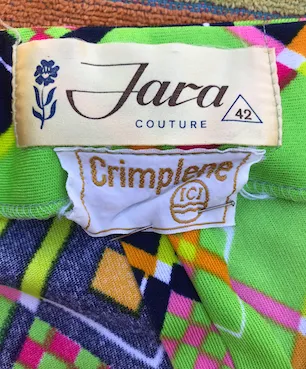 Jara
COUTURE
42
Crimplene
ICI